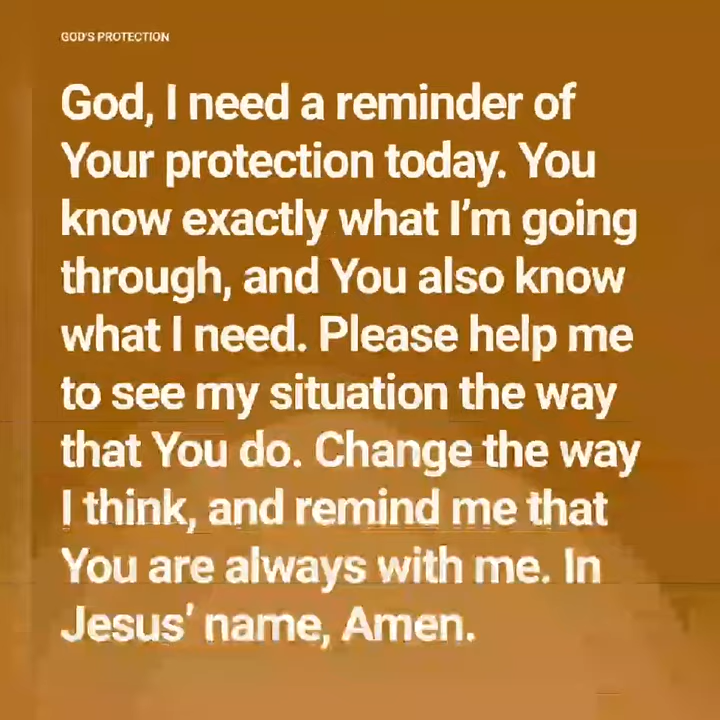 GOD'S PROTECTION
God, I need a reminder of
Your protection today. You
know exactly what I’m going
through, and You also know
what I need. Please help me
to see my situation the way
that You do. Change the way
I think, and remind me that
You are always with me. In
Jesus’ name, Amen.